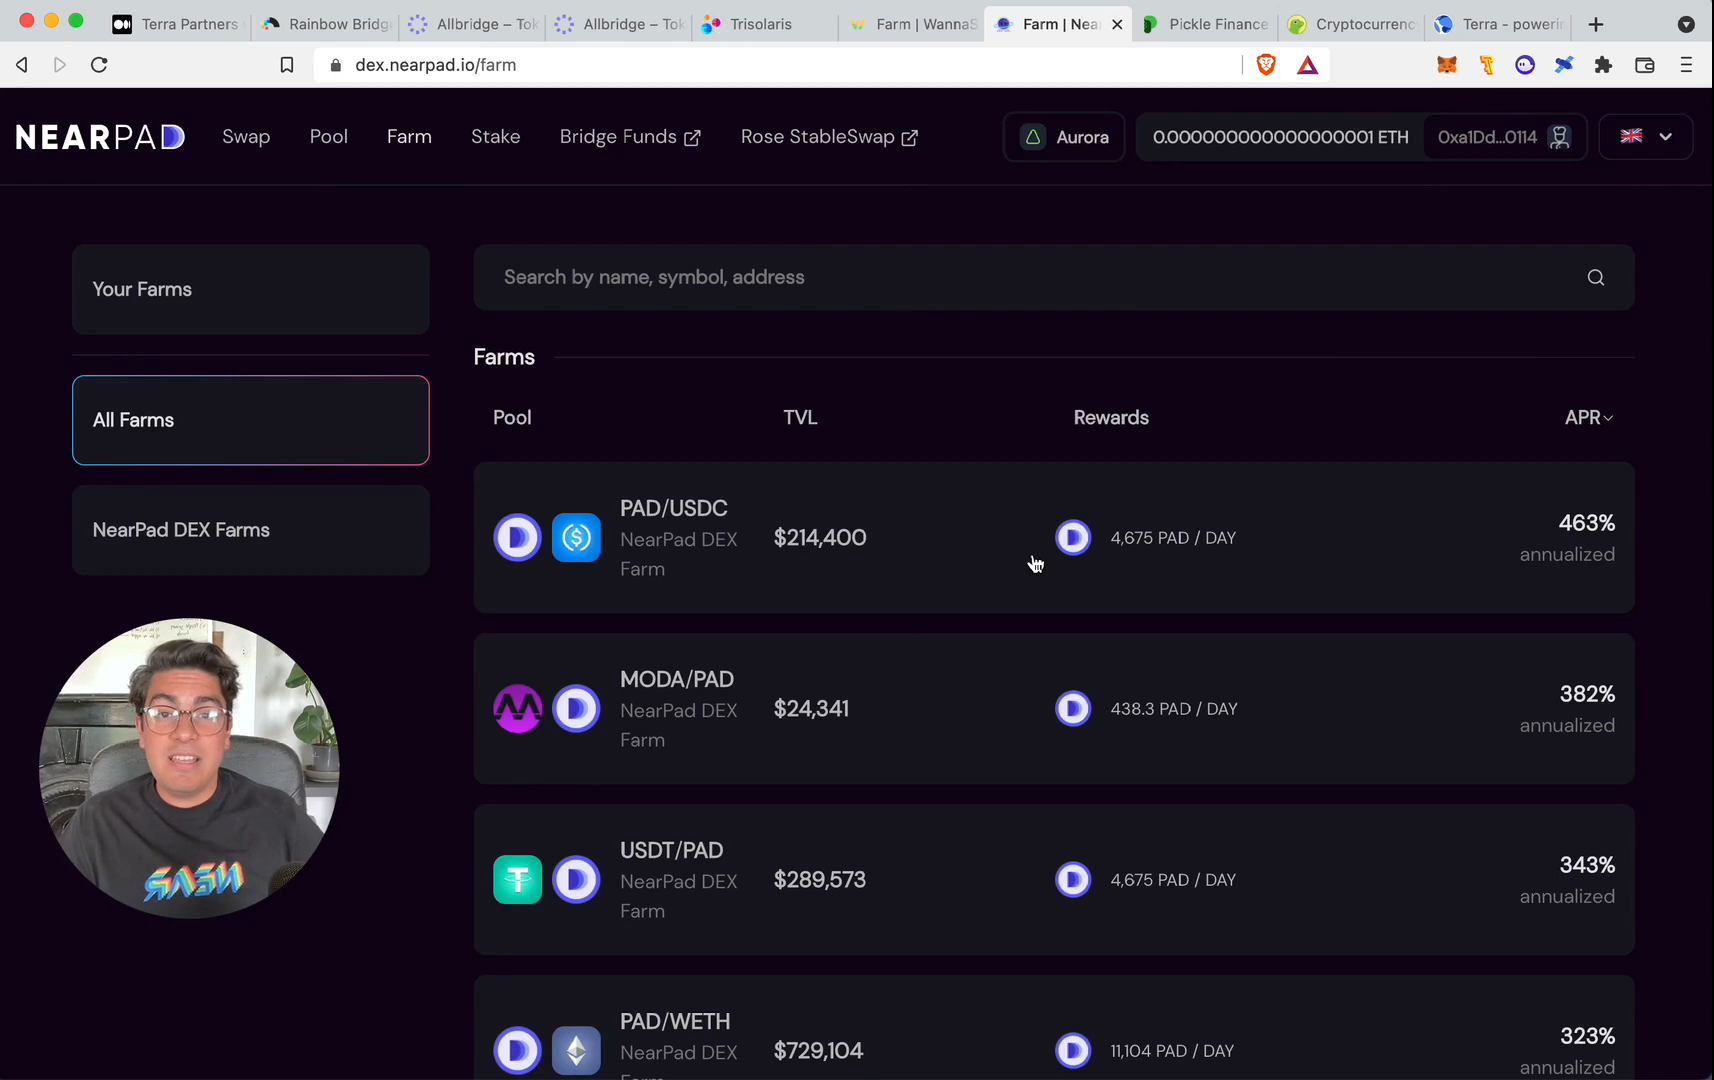 Terra Partners
Rainbow Bridg
Allbridge – Tok
Allbridge – Tok
Trisolaris
Farm | WannaS
Farm | Nea
Pickle Finance
Cryptocurrenc
Terra - powerin
dex.nearpad.io/farm
NEARPAD
Swap
Pool
Farm
Stake
Bridge Funds
Rose StableSwap
Aurora
0.000000000000000001 ETH
0xa1Dd...0114
Your Farms
All Farms
NearPad DEX Farms
Search by name, symbol, address
Farms
Pool
TVL
Rewards
APR
PAD/USDC
NearPad DEX
Farm
$214,400
4,675 PAD / DAY
463%
annualized
MODA/PAD
NearPad DEX
Farm
$24,341
438.3 PAD / DAY
382%
annualized
USDT/PAD
NearPad DEX
Farm
$289,573
4,675 PAD / DAY
343%
annualized
PAD/WETH
NearPad DEX
Farm
$729,104
11,104 PAD / DAY
323%
annualized